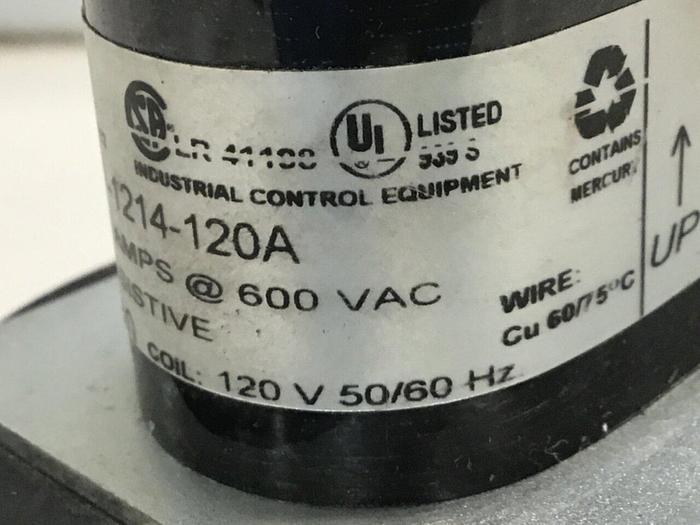 LISTED
INDUSTRIAL CONTROL EQUIPMENT
-1214-120A
AMPS @ 600 VAC
COIL: 120 V 50/60 Hz
CONTAINS
MERCURY
WIRE:
Cu 60/75°C
UP